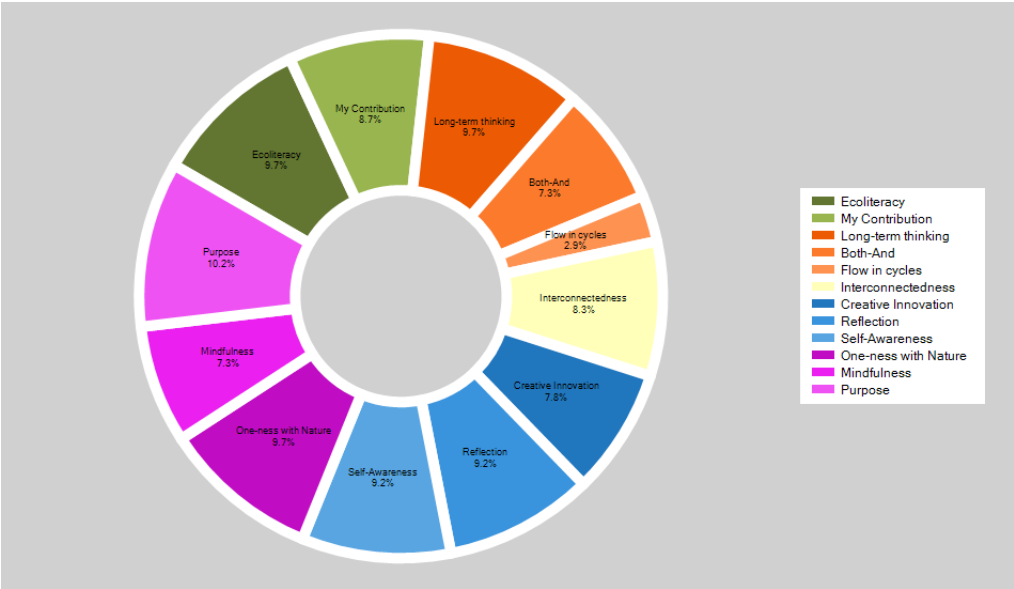 My Contribution
8.7%
Long-term thinking
9.7%
Ecoliteracy
9.7%
Both-And
7.3%
Flow in cycles
2.9%
Purpose
10.2%
Interconnectedness
8.3%
Mindfulness
7.3%
Creative Innovation
7.8%
One-ness with Nature
9.7%
Reflection
9.2%
Self-Awareness
9.2%
Ecoliteracy
My Contribution
Long-term thinking
Both-And
Flow in cycles
Interconnectedness
Creative Innovation
Reflection
Self-Awareness
One-ness with Nature
Mindfulness
Purpose